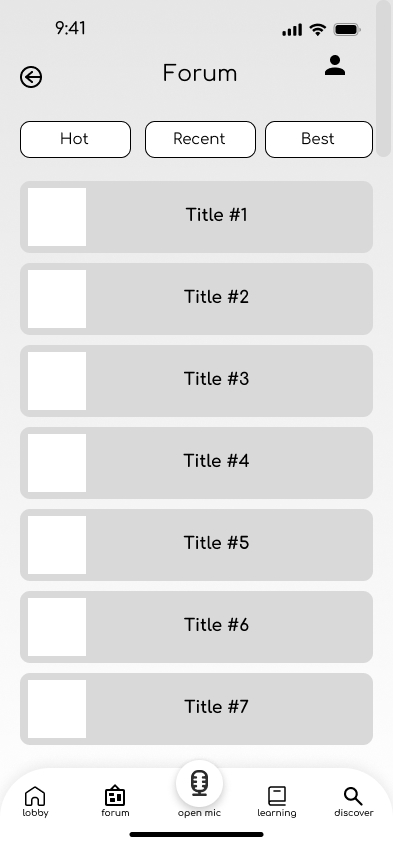 9:41
Forum
Hot Recent Best
Title #1
Title #2
Title #3
Title #4
Title #5
Title #6
Title #7
lobby forum open mic learning discover